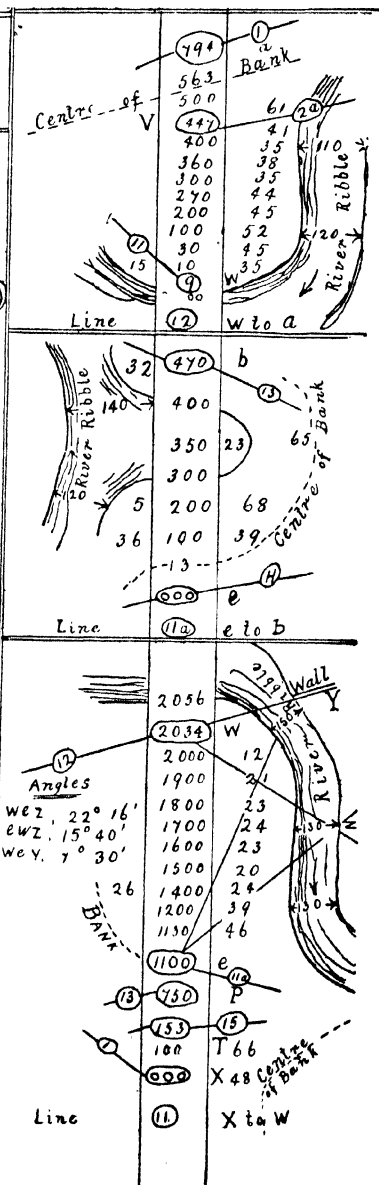 794 1
a
563 Bank
Centre of 500
V 447 61 2a
400 41
360 35 110
300 38
270 35
200 44
100 45
30 52 120
11 10 45
15 9 35
00 W
River Ribble
Line 12 W to a
32 470 b
13
140 400
River Ribble
350 23 65
300
20
5 200 68
36 100 39
Centre of Bank
13
14
000 e
Line 11a e to b
Ribble
Wall
2056
Y
150
2034 W
River
12 2000 12
Angles 1900 21
wez, 22° 16' 1800 23
ewz, 15° 40' 1700 24 130 Z
wey, 7° 30' 1600 23
1500 20
26 1400 24
1200 39 130
Bank 1130 46
1100 e
11a
13 750 P
153 15
1 100 T 66
000 X 48 Centre of Bank
Line 11. X to W